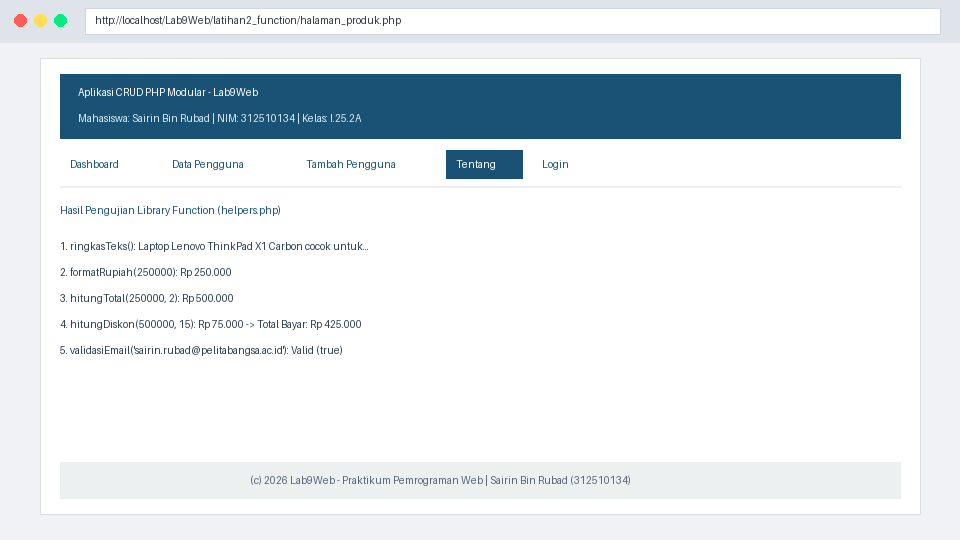 http://localhost/Lab9Web/latihan2_function/halaman_produk.php
Aplikasi CRUD PHP Modular - Lab9Web
Mahasiswa: Sairin Bin Rubad | NIM: 312510134 | Kelas: I.25.2A
Dashboard Data Pengguna Tambah Pengguna Tentang Login
Hasil Pengujian Library Function (helpers.php)
1. ringkasTeks(): Laptop Lenovo ThinkPad X1 Carbon cocok untuk...
2. formatRupiah(250000): Rp 250.000
3. hitungTotal(250000, 2): Rp 500.000
4. hitungDiskon(500000, 15): Rp 75.000 -> Total Bayar: Rp 425.000
5. validasiEmail('sairin.rubad@pelitabangsa.ac.id'): Valid (true)
(c) 2026 Lab9Web - Praktikum Pemrograman Web | Sairin Bin Rubad (312510134)